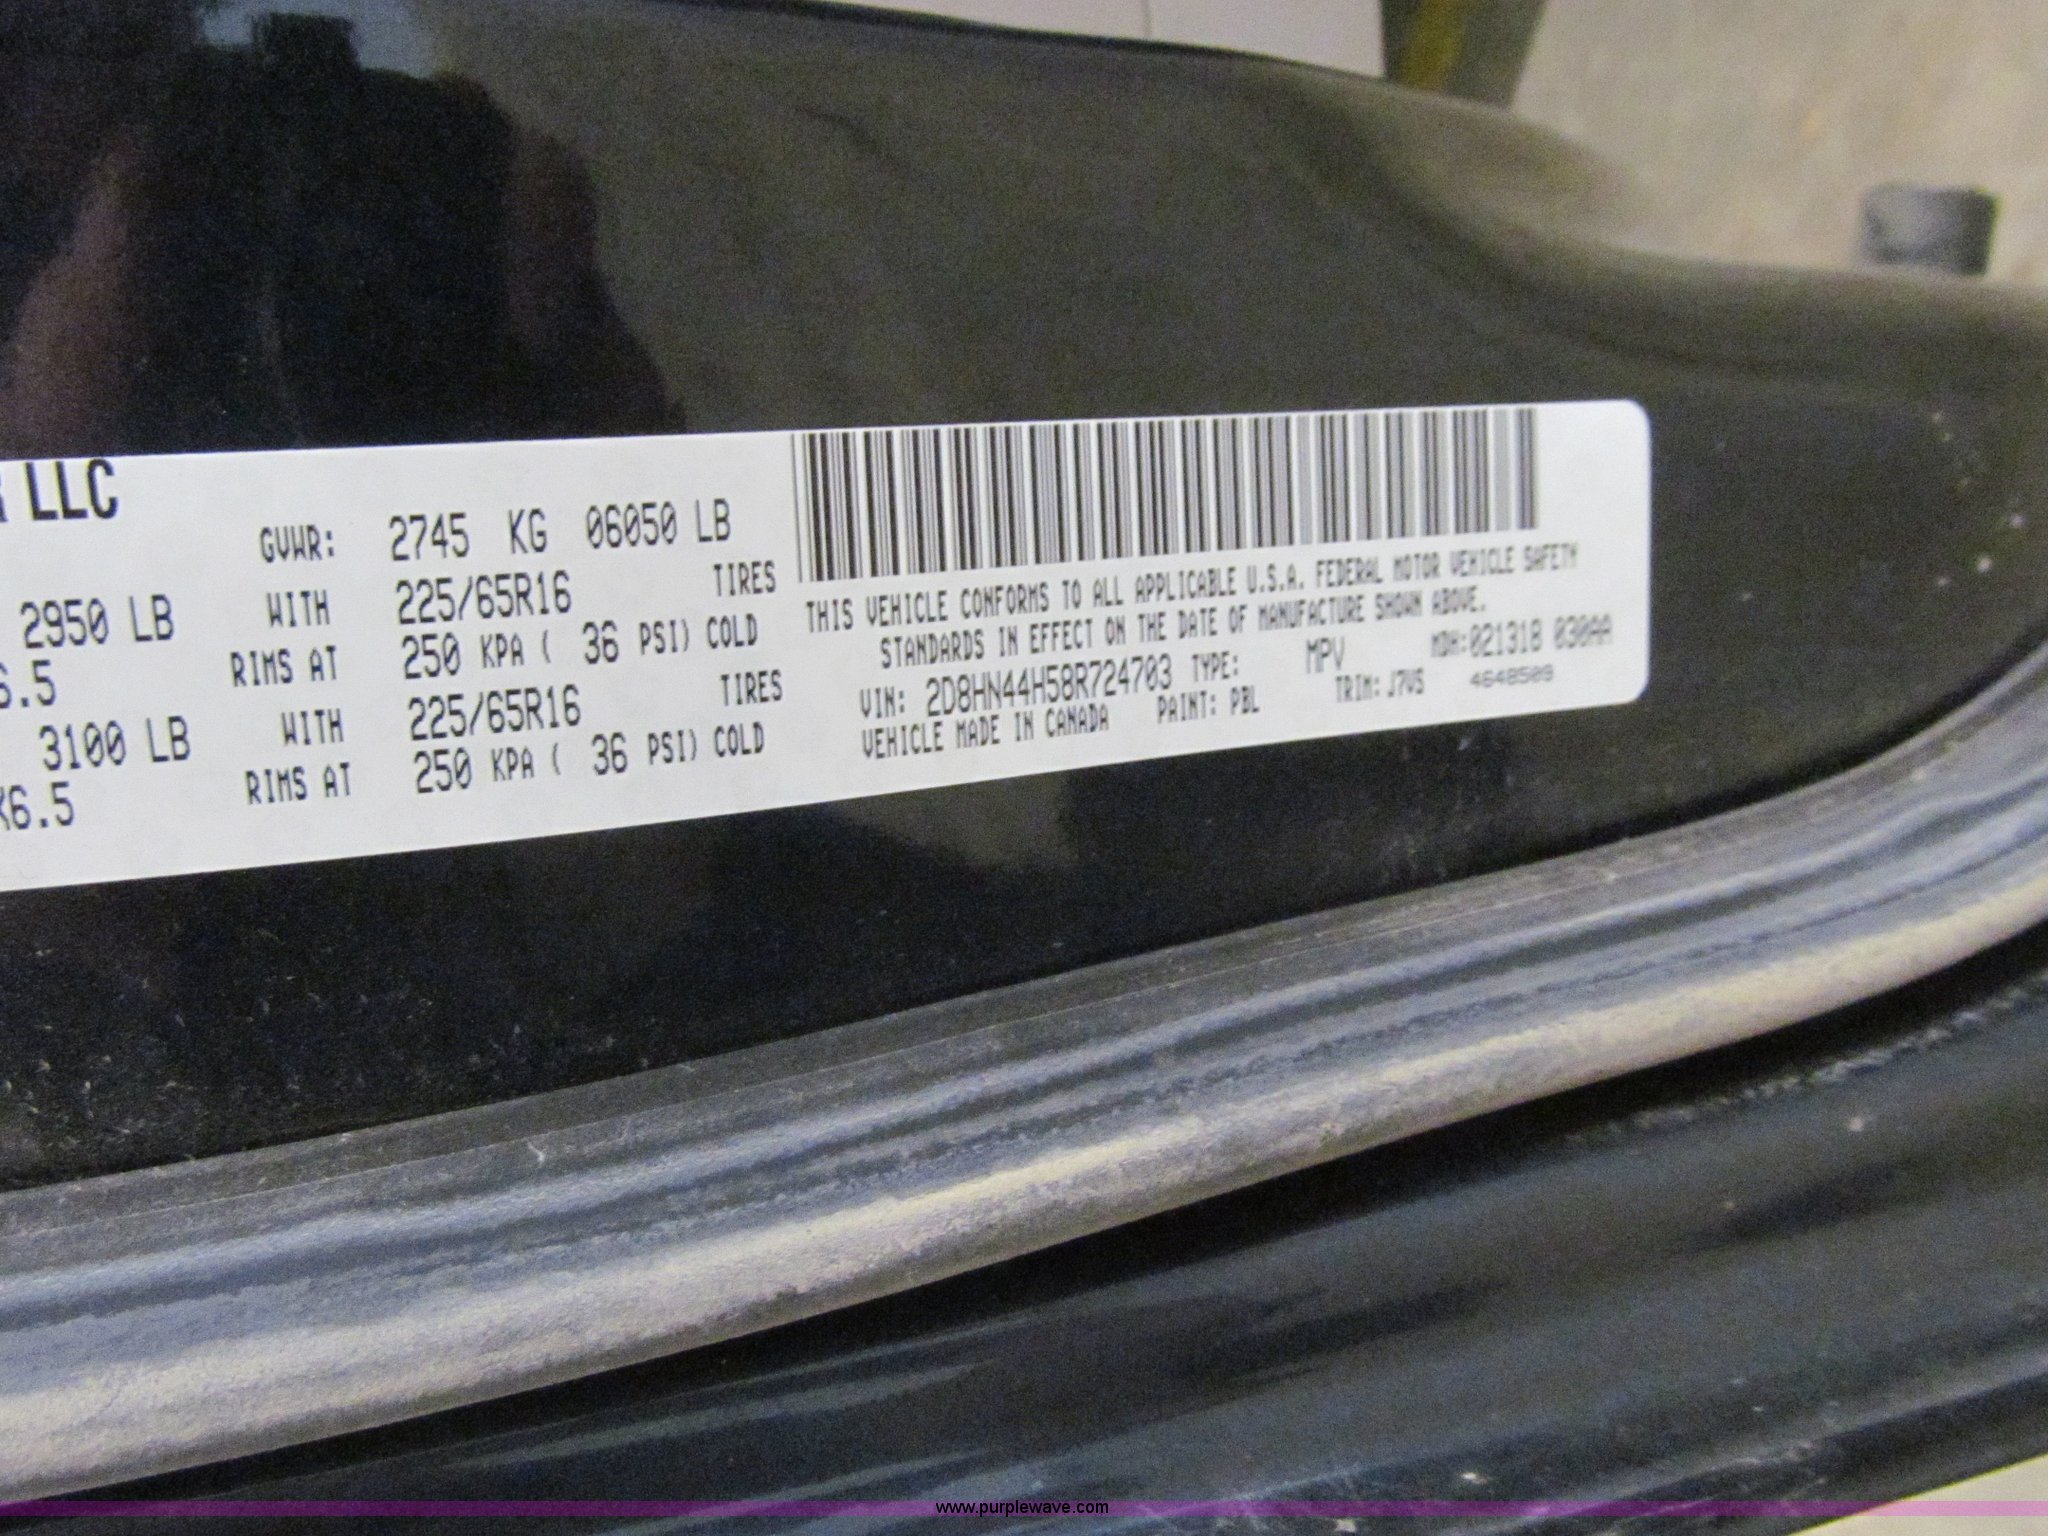 LLC
GVWR: 2745 KG 06050 LB
2950 LB WITH 225/65R16 TIRES
6.5 RIMS AT 250 KPA ( 36 PSI) COLD
3100 LB WITH 225/65R16 TIRES
X6.5 RIMS AT 250 KPA ( 36 PSI) COLD
THIS VEHICLE CONFORMS TO ALL APPLICABLE U.S.A. FEDERAL MOTOR VEHICLE SAFETY
STANDARDS IN EFFECT ON THE DATE OF MANUFACTURE SHOWN ABOVE.
VIN: 2D8HN44H58R724703 TYPE: MPV MDH:021318 030AA
VEHICLE MADE IN CANADA PAINT: PBL TRIM: J7VS 4648509
www.purplewave.com